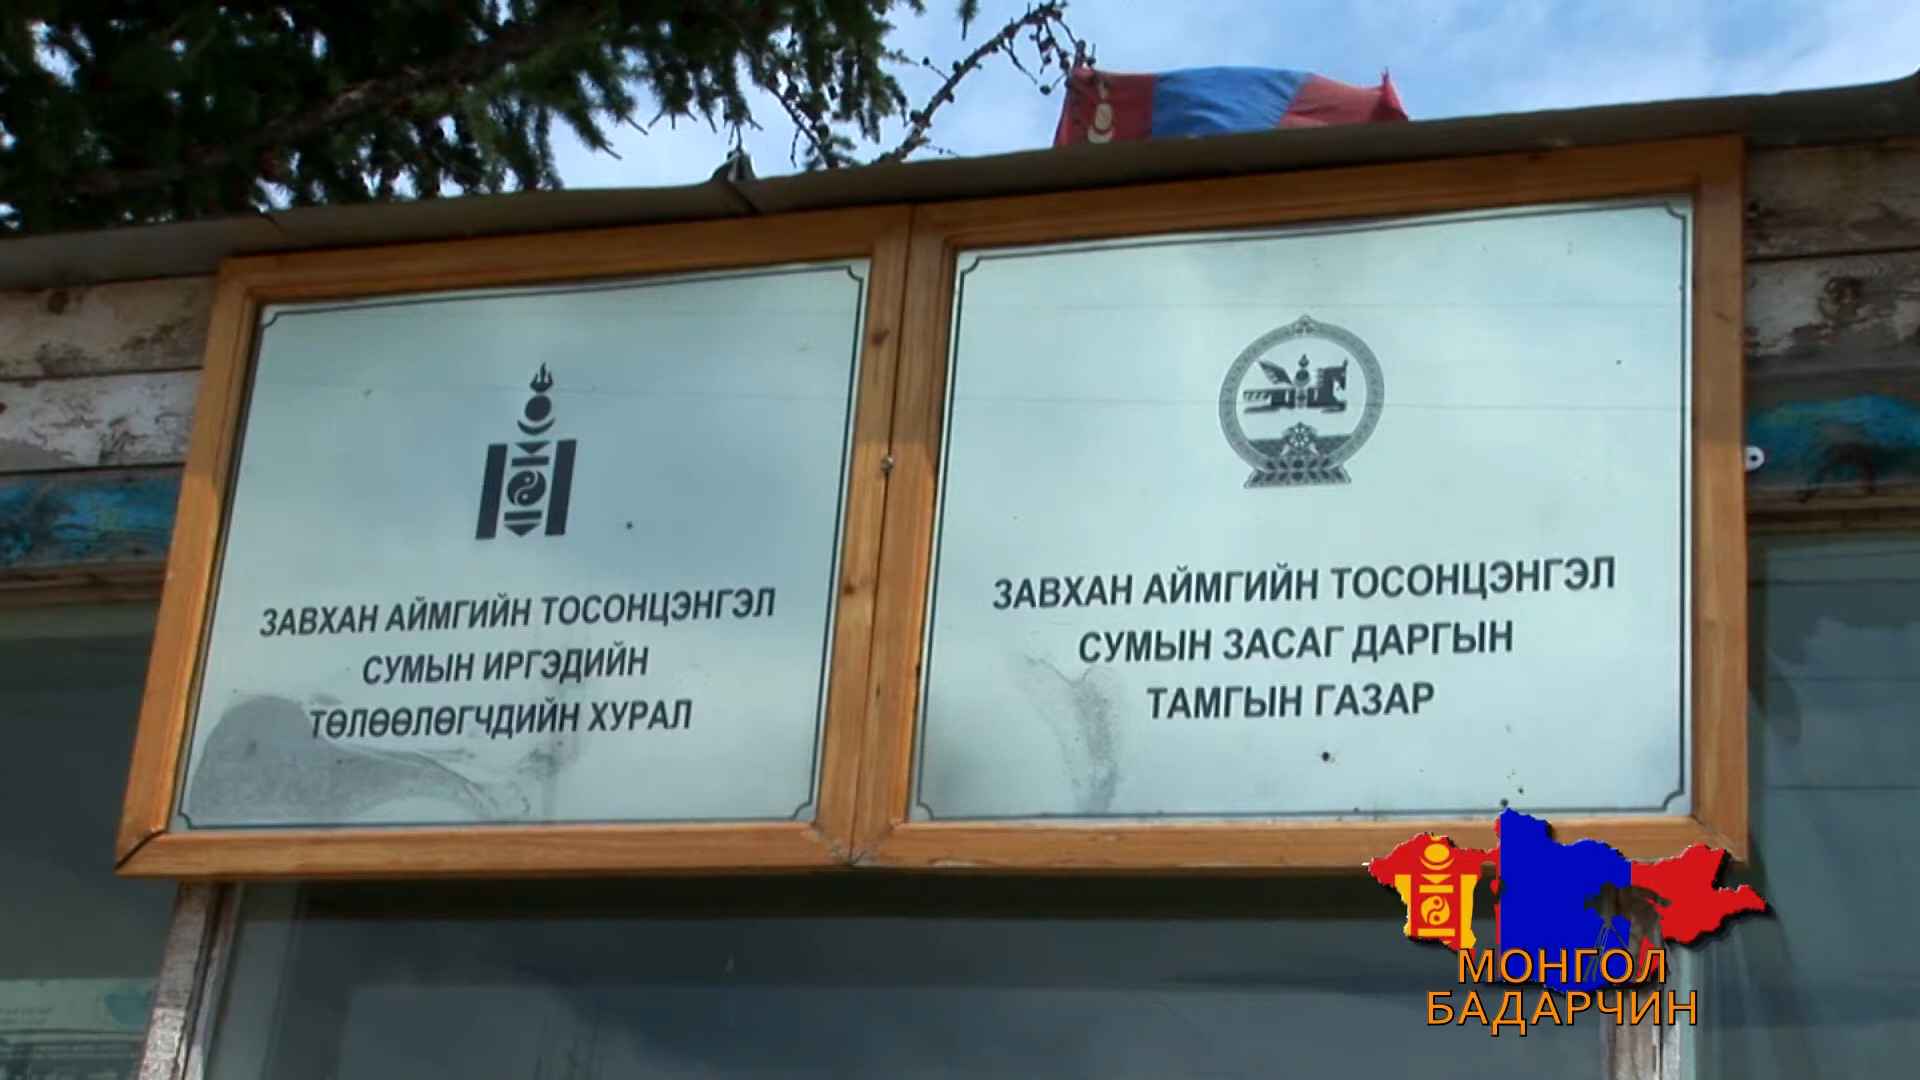 ЗАВХАН АЙМГИЙН ТОСОНЦЭНГЭЛ
СУМЫН ИРГЭДИЙН
ТӨЛӨӨЛӨГЧДИЙН ХУРАЛ
ЗАВХАН АЙМГИЙН ТОСОНЦЭНГЭЛ
СУМЫН ЗАСАГ ДАРГЫН
ТАМГЫН ГАЗАР
МОНГОЛ
БАДАРЧИН